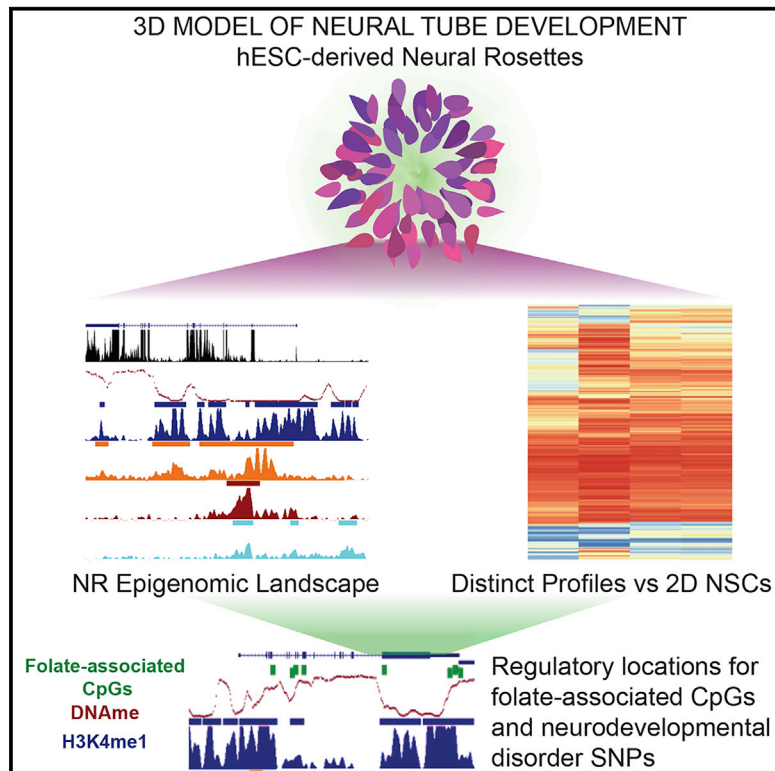 3D MODEL OF NEURAL TUBE DEVELOPMENT
hESC-derived Neural Rosettes
NR Epigenomic Landscape
Distinct Profiles vs 2D NSCs
Folate-associated
CpGs
DNAme
H3K4me1
Regulatory locations for
folate-associated CpGs
and neurodevelopmental
disorder SNPs